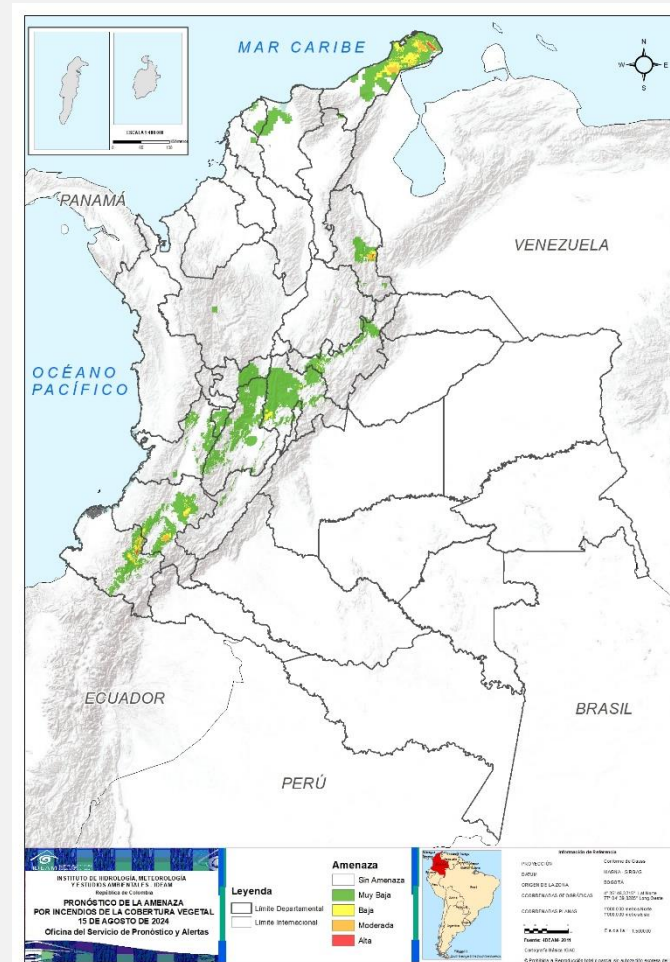 MAR CARIBE
N
W
E
S
PANAMÁ
VENEZUELA
OCÉANO
PACÍFICO
ECUADOR
BRASIL
PERÚ
INSTITUTO DE HIDROLOGÍA, METEOROLOGÍA
Y ESTUDIOS AMBIENTALES - IDEAM
República de Colombia
PRONÓSTICO DE LA AMENAZA
POR INCENDIOS DE LA COBERTURA VEGETAL
15 DE AGOSTO DE 2024
Oficina del Servicio de Pronóstico y Alertas
Leyenda
Límite Departamental
Límite Internacional
Amenaza
Sin Amenaza
Muy Baja
Baja
Moderada
Alta
Información de Referencia
PROYECCIÓN
DATUM
ORIGEN DE LA ZONA
BOGOTA
COORDENADAS GEOGRÁFICAS
COORDENADAS PLANAS
Fuente: IDEAM